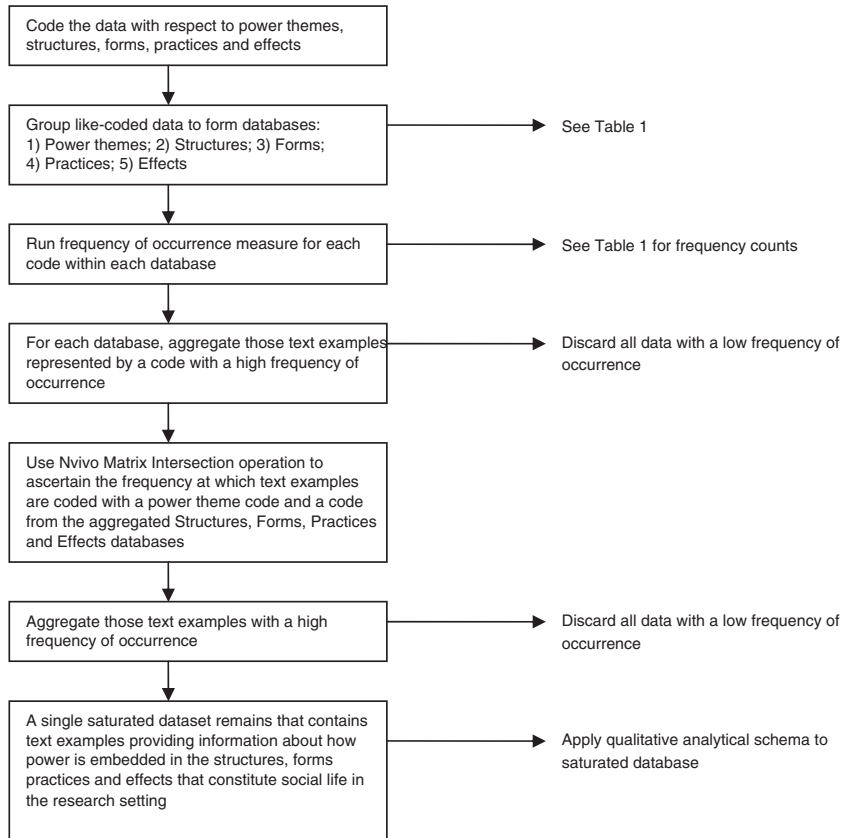 Code the data with respect to power themes,
structures, forms, practices and effects
Group like-coded data to form databases:
1) Power themes; 2) Structures; 3) Forms;
4) Practices; 5) Effects
See Table 1
Run frequency of occurrence measure for each
code within each database
See Table 1 for frequency counts
For each database, aggregate those text examples
represented by a code with a high frequency of
occurrence
Discard all data with a low frequency of
occurrence
Use Nvivo Matrix Intersection operation to
ascertain the frequency at which text examples
are coded with a power theme code and a code
from the aggregated Structures, Forms, Practices
and Effects databases
Aggregate those text examples with a high
frequency of occurrence
Discard all data with a low frequency of
occurrence
A single saturated dataset remains that contains
text examples providing information about how
power is embedded in the structures, forms
practices and effects that constitute social life in
the research setting
Apply qualitative analytical schema to
saturated database